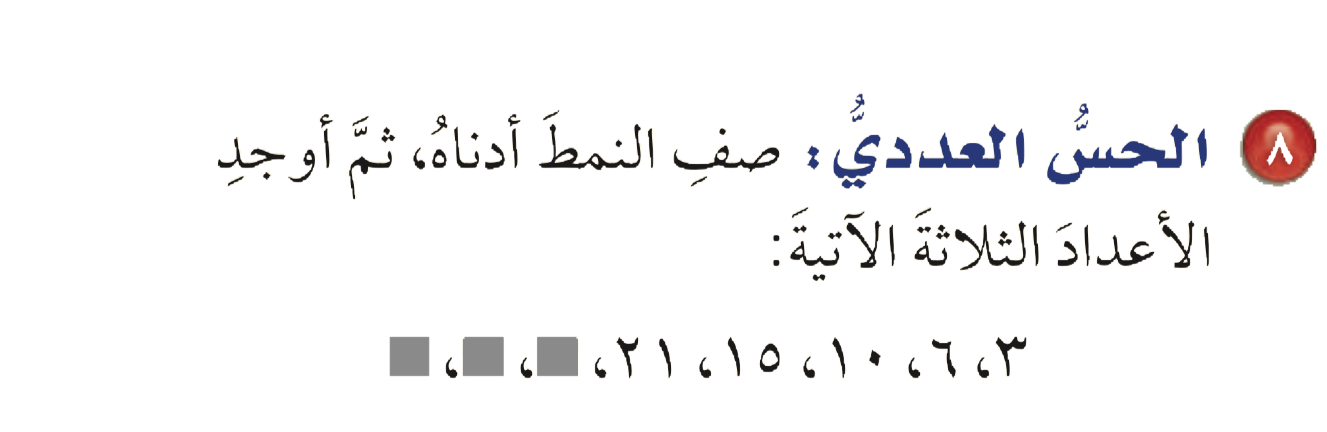 ٨ الحسُّ العدديُّ: صفِ النمطَ أدناهُ، ثمَّ أوجدِ
الأعدادَ الثلاثةَ الآتيةَ:
٣، ٦، ١٠، ١٥، ٢١، ■، ■، ■